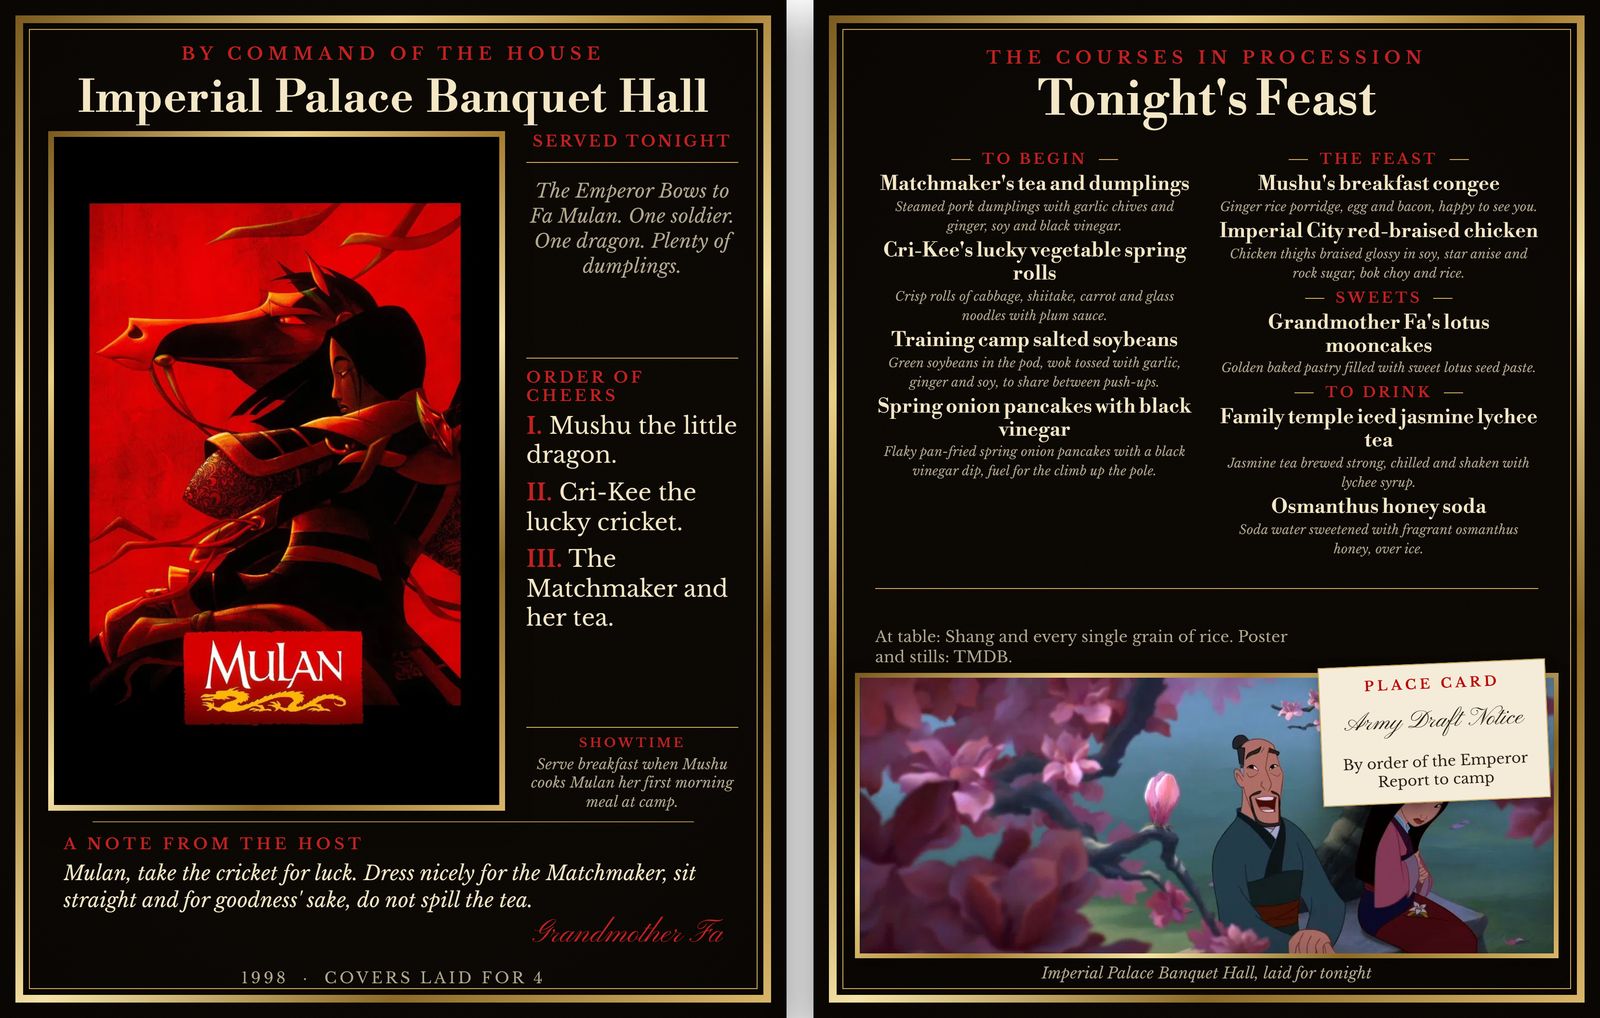 BY COMMAND OF THE HOUSE
Imperial Palace Banquet Hall
MULAN
SERVED TONIGHT
The Emperor Bows to
Fa Mulan. One soldier.
One dragon. Plenty of
dumplings.
ORDER OF
CHEERS
I. Mushu the little
dragon.
II. Cri-Kee the
lucky cricket.
III. The
Matchmaker and
her tea.
SHOWTIME
Serve breakfast when Mushu
cooks Mulan her first morning
meal at camp.
A NOTE FROM THE HOST
Mulan, take the cricket for luck. Dress nicely for the Matchmaker, sit
straight and for goodness' sake, do not spill the tea.
Grandmother Fa
1998 · COVERS LAID FOR 4
THE COURSES IN PROCESSION
Tonight's Feast
— TO BEGIN —
Matchmaker's tea and dumplings
Steamed pork dumplings with garlic chives and
ginger, soy and black vinegar.
Cri-Kee's lucky vegetable spring
rolls
Crisp rolls of cabbage, shiitake, carrot and glass
noodles with plum sauce.
Training camp salted soybeans
Green soybeans in the pod, wok tossed with garlic,
ginger and soy, to share between push-ups.
Spring onion pancakes with black
vinegar
Flaky pan-fried spring onion pancakes with a black
vinegar dip, fuel for the climb up the pole.
— THE FEAST —
Mushu's breakfast congee
Ginger rice porridge, egg and bacon, happy to see you.
Imperial City red-braised chicken
Chicken thighs braised glossy in soy, star anise and
rock sugar, bok choy and rice.
— SWEETS —
Grandmother Fa's lotus
mooncakes
Golden baked pastry filled with sweet lotus seed paste.
— TO DRINK —
Family temple iced jasmine lychee
tea
Jasmine tea brewed strong, chilled and shaken with
lychee syrup.
Osmanthus honey soda
Soda water sweetened with fragrant osmanthus
honey, over ice.
At table: Shang and every single grain of rice. Poster
and stills: TMDB.
PLACE CARD
Army Draft Notice
By order of the Emperor
Report to camp
Imperial Palace Banquet Hall, laid for tonight